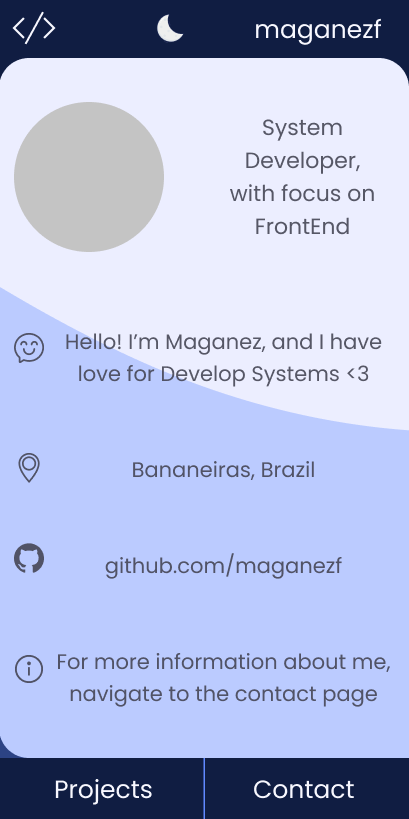 </>
maganezf
System
Developer,
with focus on
FrontEnd
Hello! I’m Maganez, and I have
love for Develop Systems <3
Bananeiras, Brazil
github.com/maganezf
For more information about me,
navigate to the contact page
Projects
Contact